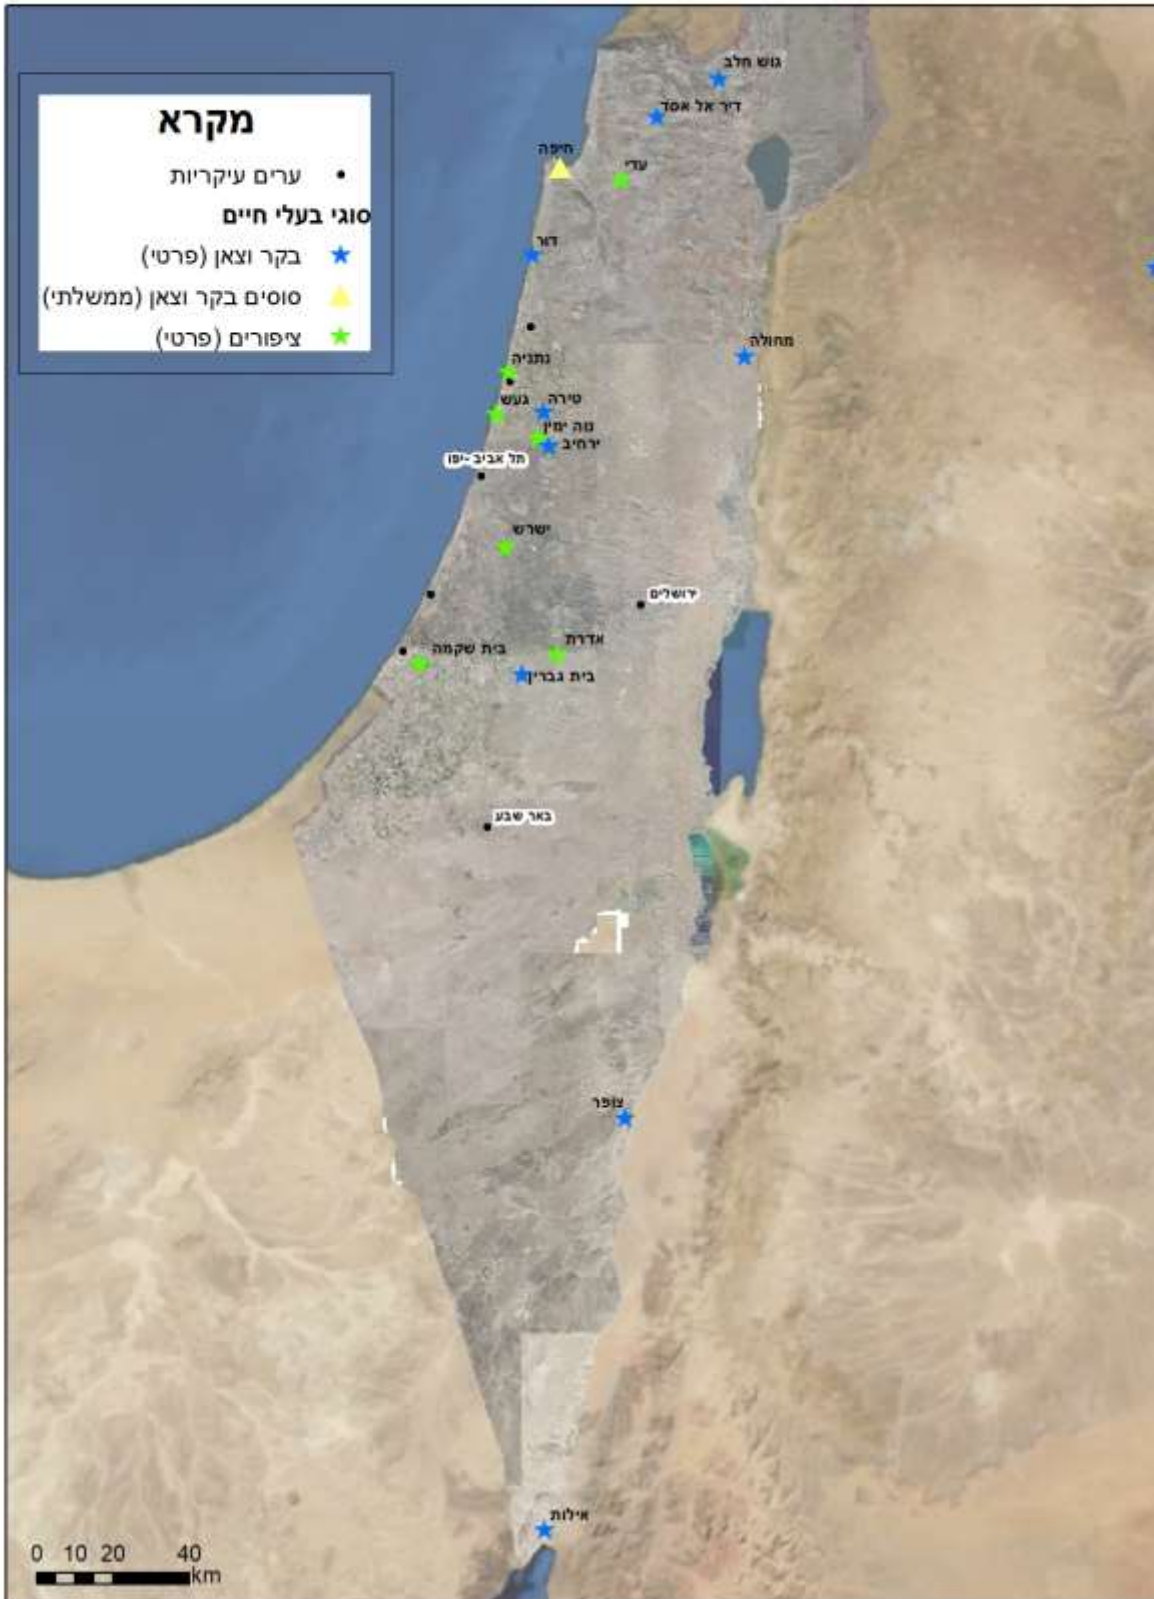 מקרא
ערים עיקריות
סוגי בעלי חיים
בקר וצאן (פרטי)
סוסים בקר וצאן (ממשלתי)
ציפורים (פרטי)
גוש חלב
דיר אל אסד
חיפה
עדי
דור
מחולה
נתניה
געש
טירה
נוה ימין
ירחיב
תל אביב -יפו
ישרש
ירושלים
אדרת
בית שקמה
בית גברין
באר שבע
צופר
אילות
0 10 20 40
km